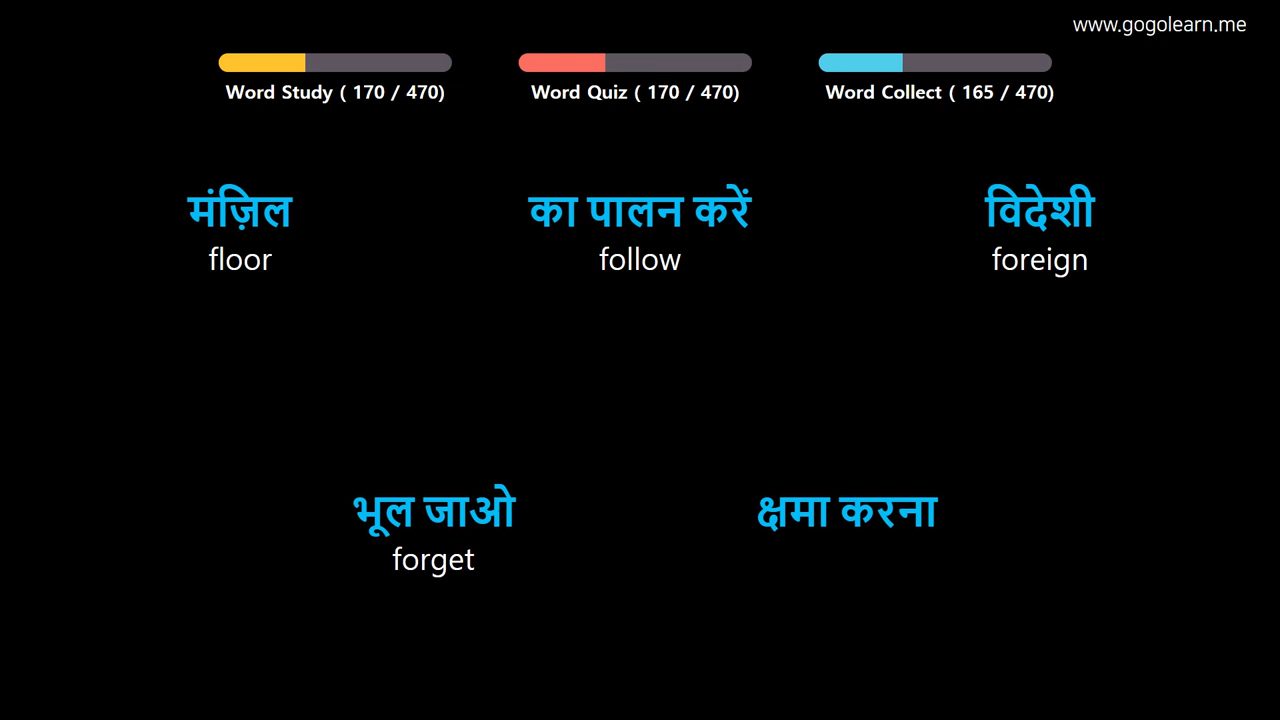 www.gogolearn.me
Word Study ( 170 / 470)
Word Quiz ( 170 / 470)
Word Collect ( 165 / 470)
मंज़िल
का पालन करें
विदेशी
floor
follow
foreign
भूल जाओ
क्षमा करना
forget